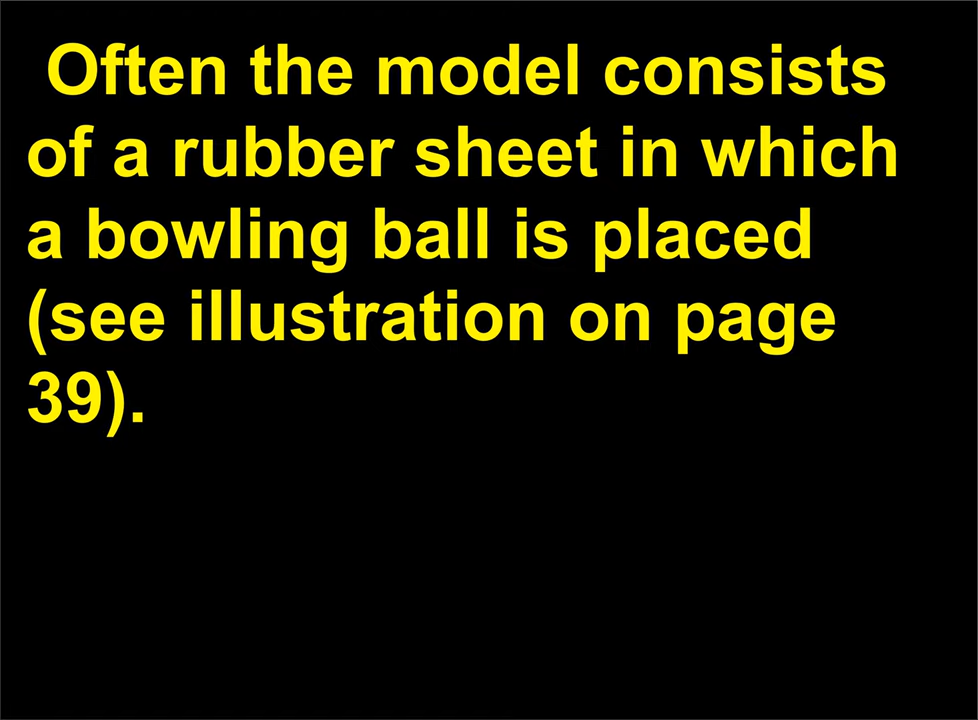 Often the model consists
of a rubber sheet in which
a bowling ball is placed
(see illustration on page
39).